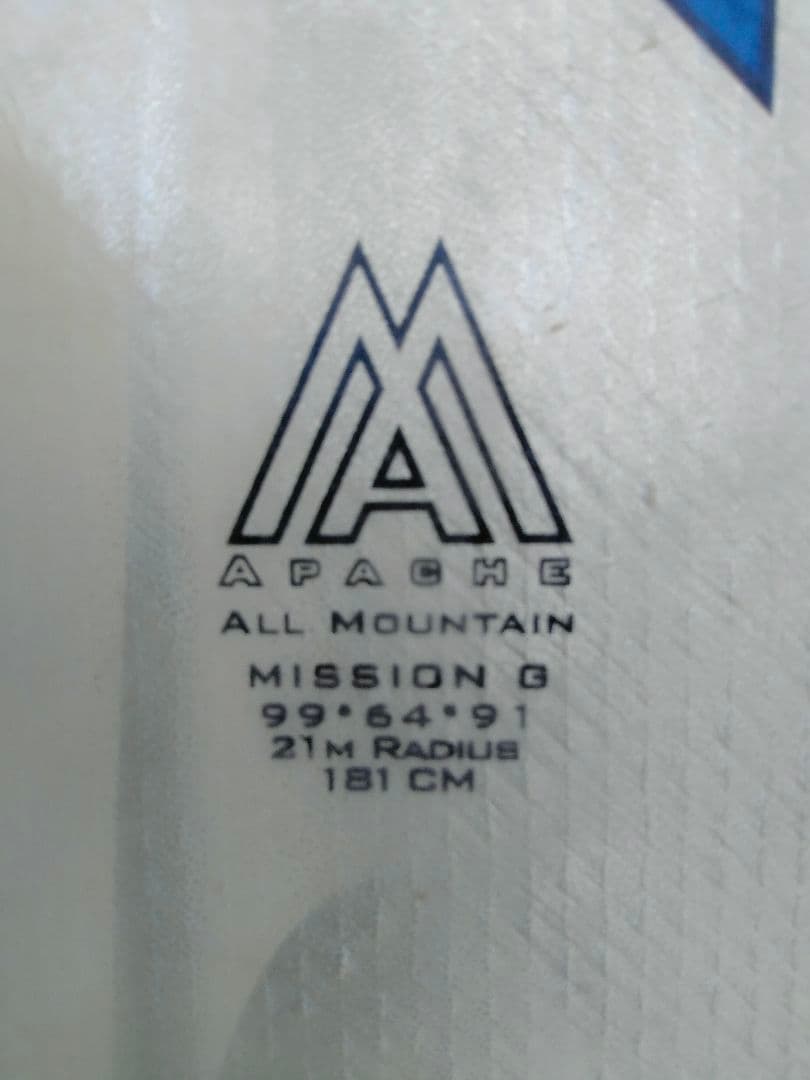 APACHE
ALL MOUNTAIN
MISSION G
99•64•91
21M RADIUS
181 CM